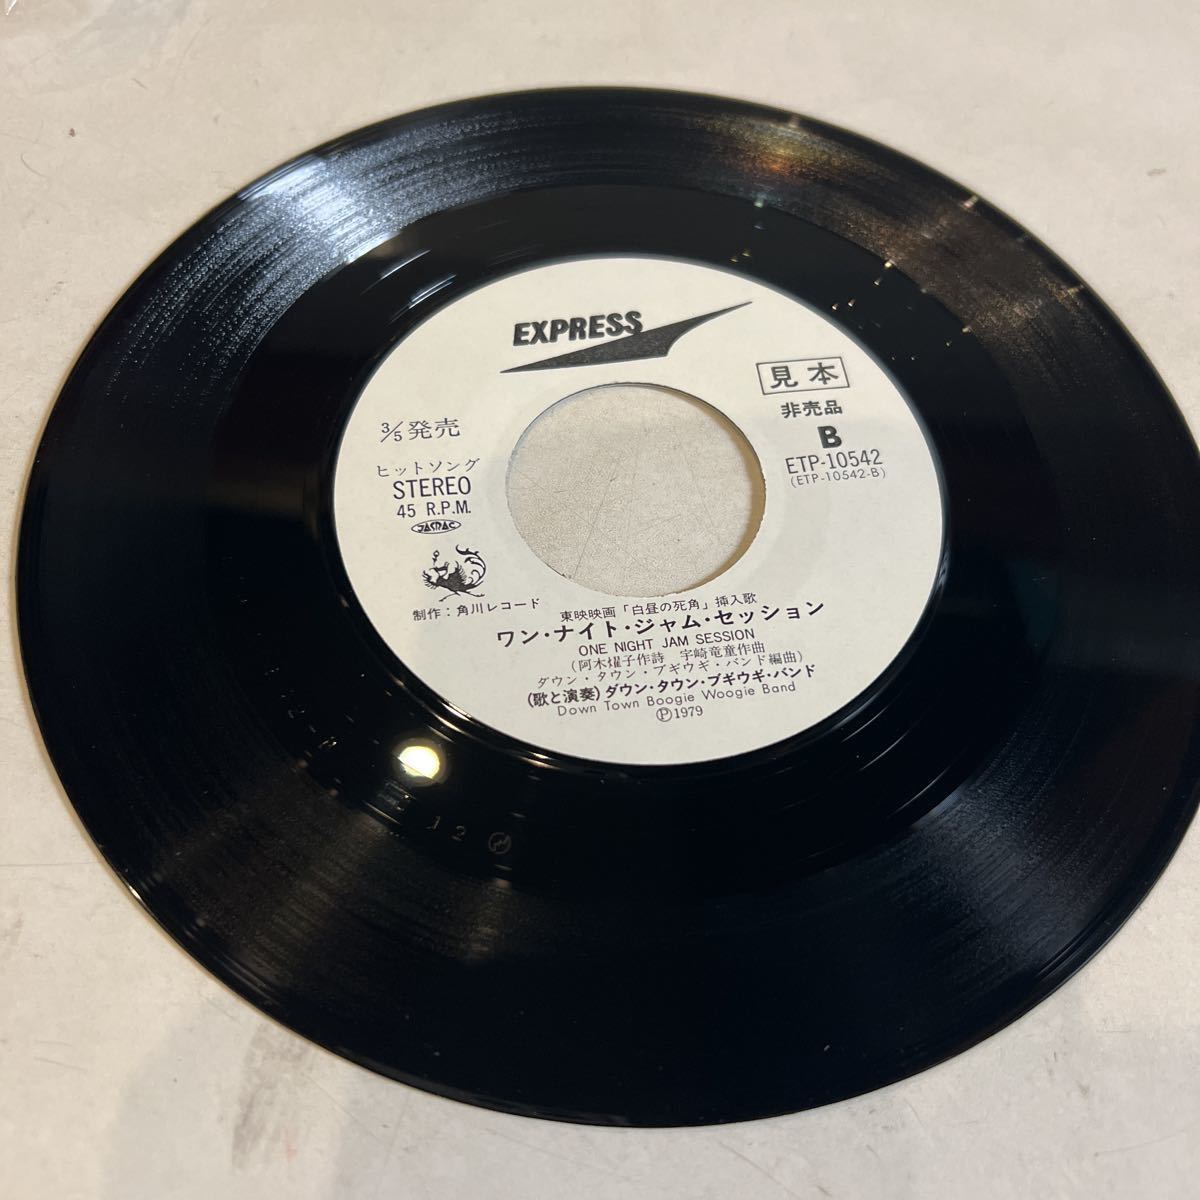 EXPRESS
見本
非売品
B
ETP-10542
(ETP-10542-B)
3/5発売
ヒットソング
STEREO
45 R.P.M.
JASRAC
制作:角川レコード
東映映画「白昼の死角」挿入歌
ワン・ナイト・ジャム・セッション
ONE NIGHT JAM SESSION
(阿木燿子作詩 宇崎竜童作曲
ダウン・タウン・ブギウギ・バンド編曲)
(歌と演奏)ダウン・タウン・ブギウギ・バンド
Down Town Boogie Woogie Band
Ⓟ1979
12